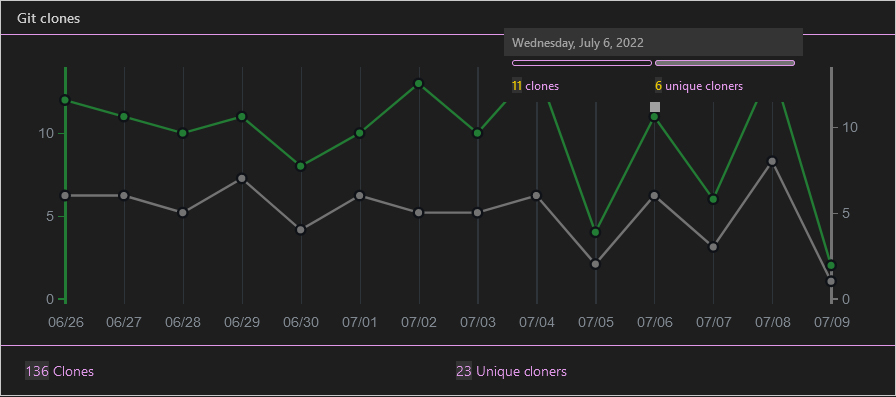 Git clones
Wednesday, July 6, 2022
11 clones
6 unique cloners
10
5
0
10
5
0
06/26 06/27 06/28 06/29 06/30 07/01 07/02 07/03 07/04 07/05 07/06 07/07 07/08 07/09
136 Clones
23 Unique cloners